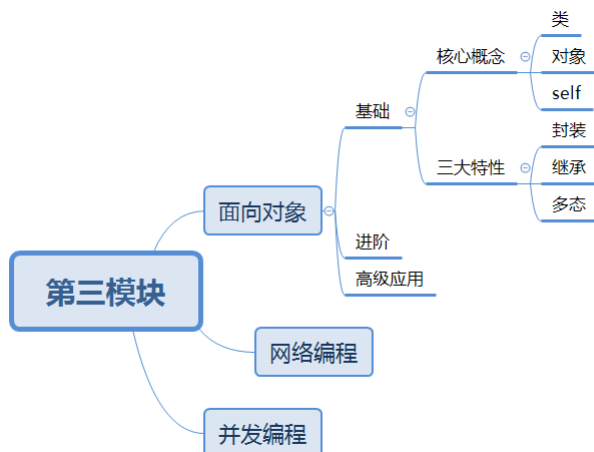 第三模块
面向对象
基础
核心概念
类
对象
self
三大特性
封装
继承
多态
进阶
高级应用
网络编程
并发编程